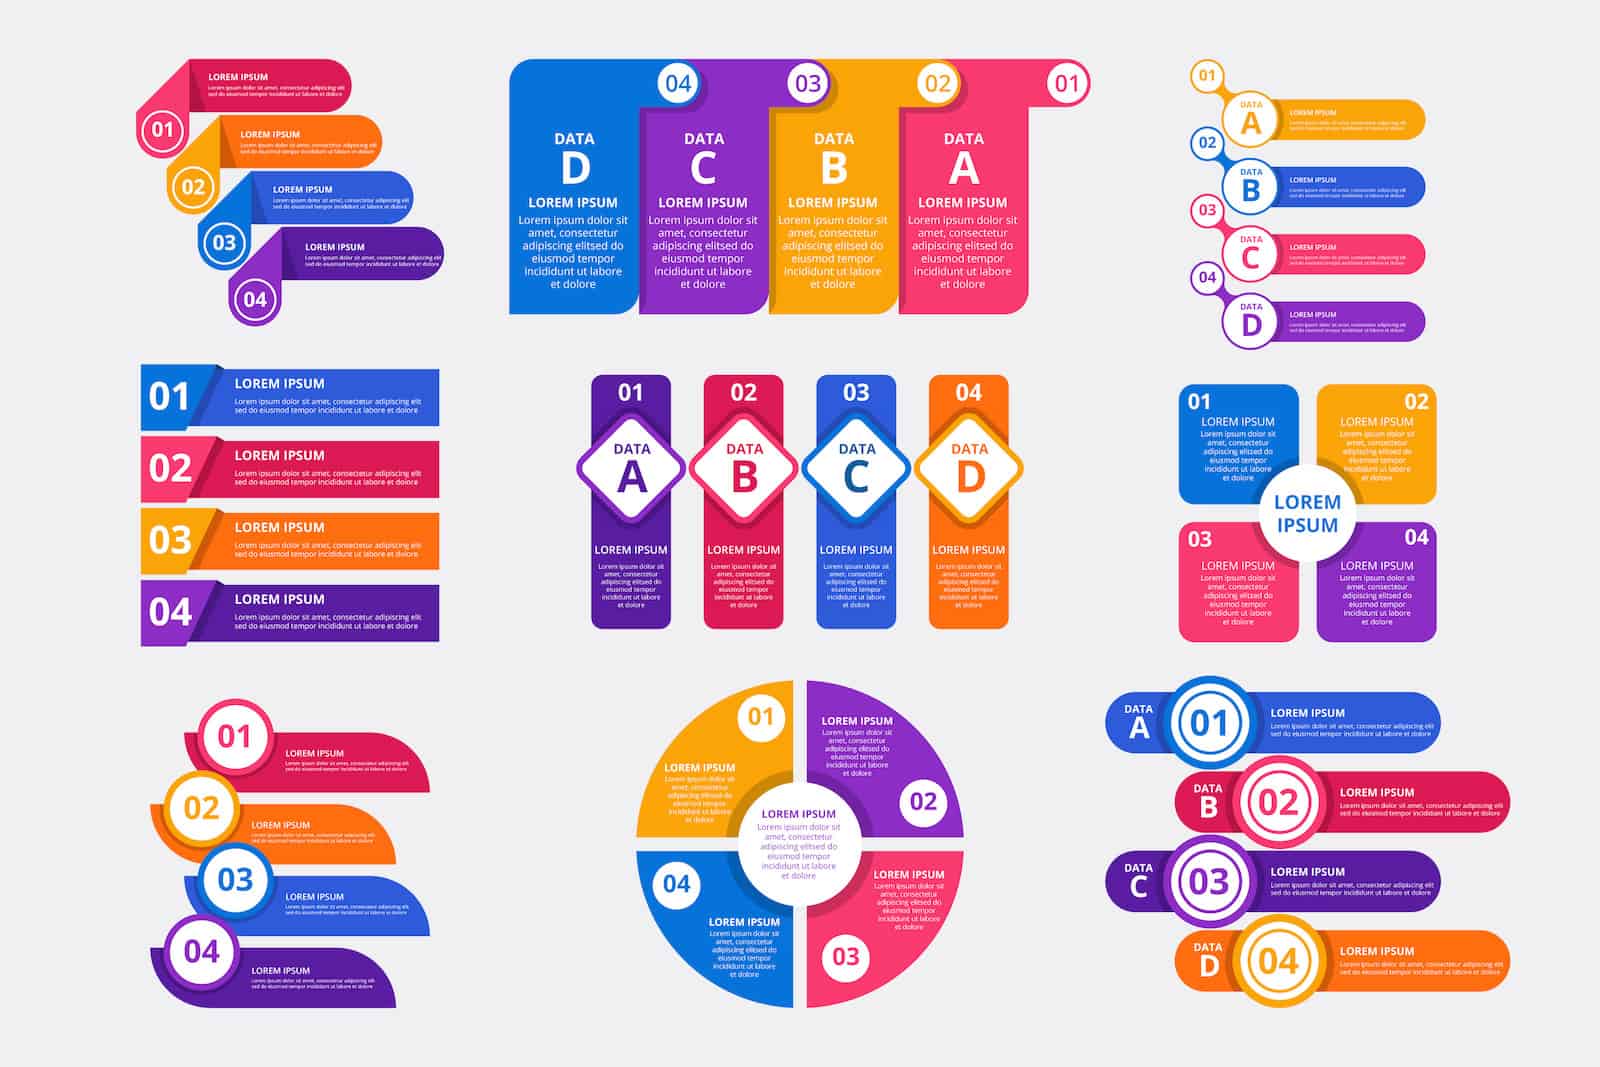 LOREM IPSUM
Lorem ipsum dolor sit amet, consectetur adipiscing elit
sed do eiusmod tempor incididunt ut labore et dolore
01
LOREM IPSUM
Lorem ipsum dolor sit amet, consectetur adipiscing elit
sed do eiusmod tempor incididunt ut labore et dolore
02
LOREM IPSUM
Lorem ipsum dolor sit amet, consectetur adipiscing elit
sed do eiusmod tempor incididunt ut labore et dolore
03
LOREM IPSUM
Lorem ipsum dolor sit amet, consectetur adipiscing elit
sed do eiusmod tempor incididunt ut labore et dolore
04
04
DATA
D
LOREM IPSUM
Lorem ipsum dolor sit
amet, consectetur
adipiscing elitsed do
eiusmod tempor
incididunt ut labore
et dolore
03
DATA
C
LOREM IPSUM
Lorem ipsum dolor sit
amet, consectetur
adipiscing elitsed do
eiusmod tempor
incididunt ut labore
et dolore
02
DATA
B
LOREM IPSUM
Lorem ipsum dolor sit
amet, consectetur
adipiscing elitsed do
eiusmod tempor
incididunt ut labore
et dolore
01
DATA
A
LOREM IPSUM
Lorem ipsum dolor sit
amet, consectetur
adipiscing elitsed do
eiusmod tempor
incididunt ut labore
et dolore
01
DATA
A
LOREM IPSUM
Lorem ipsum dolor sit amet, consectetur adipiscing elit
sed do eiusmod tempor incididunt ut labore et dolore
02
DATA
B
LOREM IPSUM
Lorem ipsum dolor sit amet, consectetur adipiscing elit
sed do eiusmod tempor incididunt ut labore et dolore
03
DATA
C
LOREM IPSUM
Lorem ipsum dolor sit amet, consectetur adipiscing elit
sed do eiusmod tempor incididunt ut labore et dolore
04
DATA
D
LOREM IPSUM
Lorem ipsum dolor sit amet, consectetur adipiscing elit
sed do eiusmod tempor incididunt ut labore et dolore
01
LOREM IPSUM
Lorem ipsum dolor sit amet, consectetur adipiscing elit
sed do eiusmod tempor incididunt ut labore et dolore
02
LOREM IPSUM
Lorem ipsum dolor sit amet, consectetur adipiscing elit
sed do eiusmod tempor incididunt ut labore et dolore
03
LOREM IPSUM
Lorem ipsum dolor sit amet, consectetur adipiscing elit
sed do eiusmod tempor incididunt ut labore et dolore
04
LOREM IPSUM
Lorem ipsum dolor sit amet, consectetur adipiscing elit
sed do eiusmod tempor incididunt ut labore et dolore
01
DATA
A
LOREM IPSUM
Lorem ipsum dolor sit
amet, consectetur
adipiscing elitsed do
eiusmod tempor
incididunt ut labore
et dolore
02
DATA
B
LOREM IPSUM
Lorem ipsum dolor sit
amet, consectetur
adipiscing elitsed do
eiusmod tempor
incididunt ut labore
et dolore
03
DATA
C
LOREM IPSUM
Lorem ipsum dolor sit
amet, consectetur
adipiscing elitsed do
eiusmod tempor
incididunt ut labore
et dolore
04
DATA
D
LOREM IPSUM
Lorem ipsum dolor sit
amet, consectetur
adipiscing elitsed do
eiusmod tempor
incididunt ut labore
et dolore
01
LOREM IPSUM
Lorem ipsum dolor sit
amet, consectetur
adipiscing elitsed do
eiusmod tempor
incididunt ut labore
et dolore
02
LOREM IPSUM
Lorem ipsum dolor sit
amet, consectetur
adipiscing elitsed do
eiusmod tempor
incididunt ut labore
et dolore
LOREM
IPSUM
03
LOREM IPSUM
Lorem ipsum dolor sit
amet, consectetur
adipiscing elitsed do
eiusmod tempor
incididunt ut labore
et dolore
04
LOREM IPSUM
Lorem ipsum dolor sit
amet, consectetur
adipiscing elitsed do
eiusmod tempor
incididunt ut labore
et dolore
01
LOREM IPSUM
Lorem ipsum dolor sit amet, consectetur adipiscing elit
sed do eiusmod tempor incididunt ut labore et dolore
02
LOREM IPSUM
Lorem ipsum dolor sit amet, consectetur adipiscing elit
sed do eiusmod tempor incididunt ut labore et dolore
03
LOREM IPSUM
Lorem ipsum dolor sit amet, consectetur adipiscing elit
sed do eiusmod tempor incididunt ut labore et dolore
04
LOREM IPSUM
Lorem ipsum dolor sit amet, consectetur adipiscing elit
sed do eiusmod tempor incididunt ut labore et dolore
01
LOREM IPSUM
Lorem ipsum dolor sit
amet, consectetur
adipiscing elitsed do
eiusmod tempor
incididunt ut labore
et dolore
LOREM IPSUM
Lorem ipsum dolor sit
amet, consectetur
adipiscing elitsed do
eiusmod tempor
incididunt ut labore
et dolore
02
LOREM IPSUM
Lorem ipsum dolor sit
amet, consectetur
adipiscing elitsed do
eiusmod tempor
incididunt ut labore
et dolore
04
LOREM IPSUM
Lorem ipsum dolor sit
amet, consectetur
adipiscing elitsed do
eiusmod tempor
incididunt ut labore
et dolore
LOREM IPSUM
Lorem ipsum dolor sit
amet, consectetur
adipiscing elitsed do
eiusmod tempor
incididunt ut labore
et dolore
03
DATA
A
01
LOREM IPSUM
Lorem ipsum dolor sit amet, consectetur adipiscing elit
sed do eiusmod tempor incididunt ut labore et dolore
DATA
B
02
LOREM IPSUM
Lorem ipsum dolor sit amet, consectetur adipiscing elit
sed do eiusmod tempor incididunt ut labore et dolore
DATA
C
03
LOREM IPSUM
Lorem ipsum dolor sit amet, consectetur adipiscing elit
sed do eiusmod tempor incididunt ut labore et dolore
DATA
D
04
LOREM IPSUM
Lorem ipsum dolor sit amet, consectetur adipiscing elit
sed do eiusmod tempor incididunt ut labore et dolore